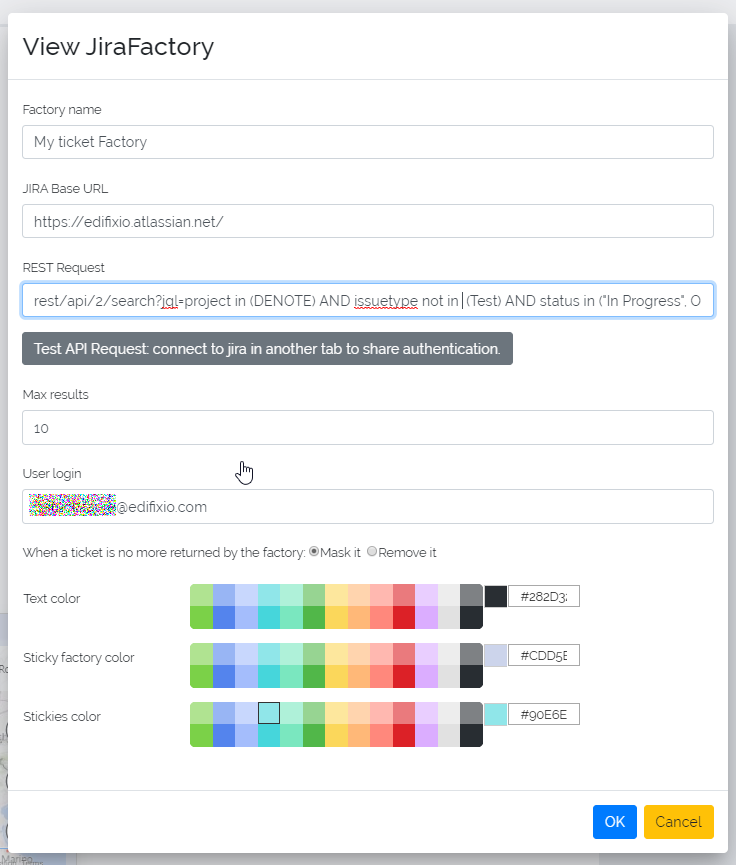 View JiraFactory
Factory name
My ticket Factory
JIRA Base URL
https://edifixio.atlassian.net/
REST Request
rest/api/2/search?jql=project in (DENOTE) AND issuetype not in (Test) AND status in ("In Progress", O
Test API Request: connect to jira in another tab to share authentication.
Max results
10
User login
@edifixio.com
When a ticket is no more returned by the factory: Mask it Remove it
Text color
#282D3
Sticky factory color
#CDD5E
Stickies color
#90E6E
OK
Cancel